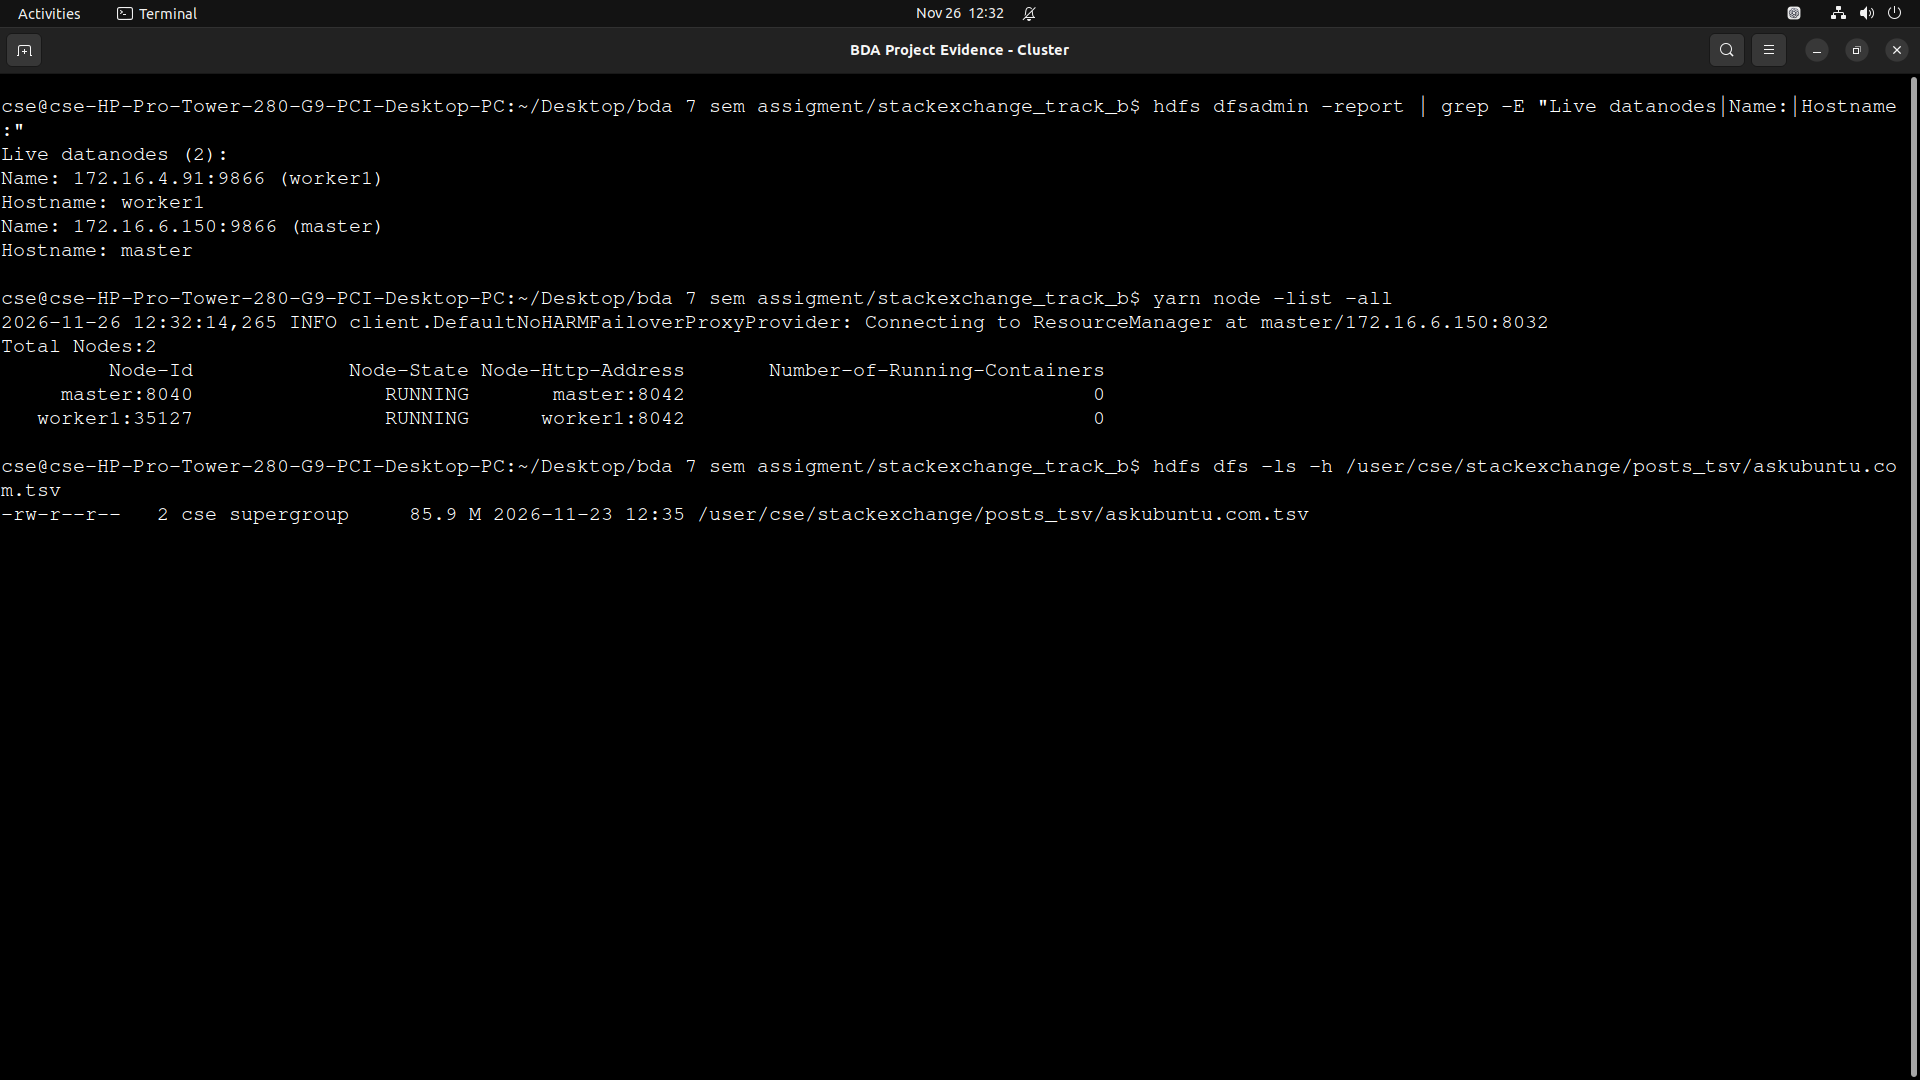 Activities Terminal Nov 26 12:32
BDA Project Evidence - Cluster
cse@cse-HP-Pro-Tower-280-G9-PCI-Desktop-PC:~/Desktop/bda 7 sem assigment/stackexchange_track_b$ hdfs dfsadmin -report | grep -E "Live datanodes|Name:|Hostname
:"
Live datanodes (2):
Name: 172.16.4.91:9866 (worker1)
Hostname: worker1
Name: 172.16.6.150:9866 (master)
Hostname: master
cse@cse-HP-Pro-Tower-280-G9-PCI-Desktop-PC:~/Desktop/bda 7 sem assigment/stackexchange_track_b$ yarn node -list -all
2026-11-26 12:32:14,265 INFO client.DefaultNoHARMFailoverProxyProvider: Connecting to ResourceManager at master/172.16.6.150:8032
Total Nodes:2
Node-Id Node-State Node-Http-Address Number-of-Running-Containers
master:8040 RUNNING master:8042 0
worker1:35127 RUNNING worker1:8042 0
cse@cse-HP-Pro-Tower-280-G9-PCI-Desktop-PC:~/Desktop/bda 7 sem assigment/stackexchange_track_b$ hdfs dfs -ls -h /user/cse/stackexchange/posts_tsv/askubuntu.co
m.tsv
-rw-r--r-- 2 cse supergroup 85.9 M 2026-11-23 12:35 /user/cse/stackexchange/posts_tsv/askubuntu.com.tsv